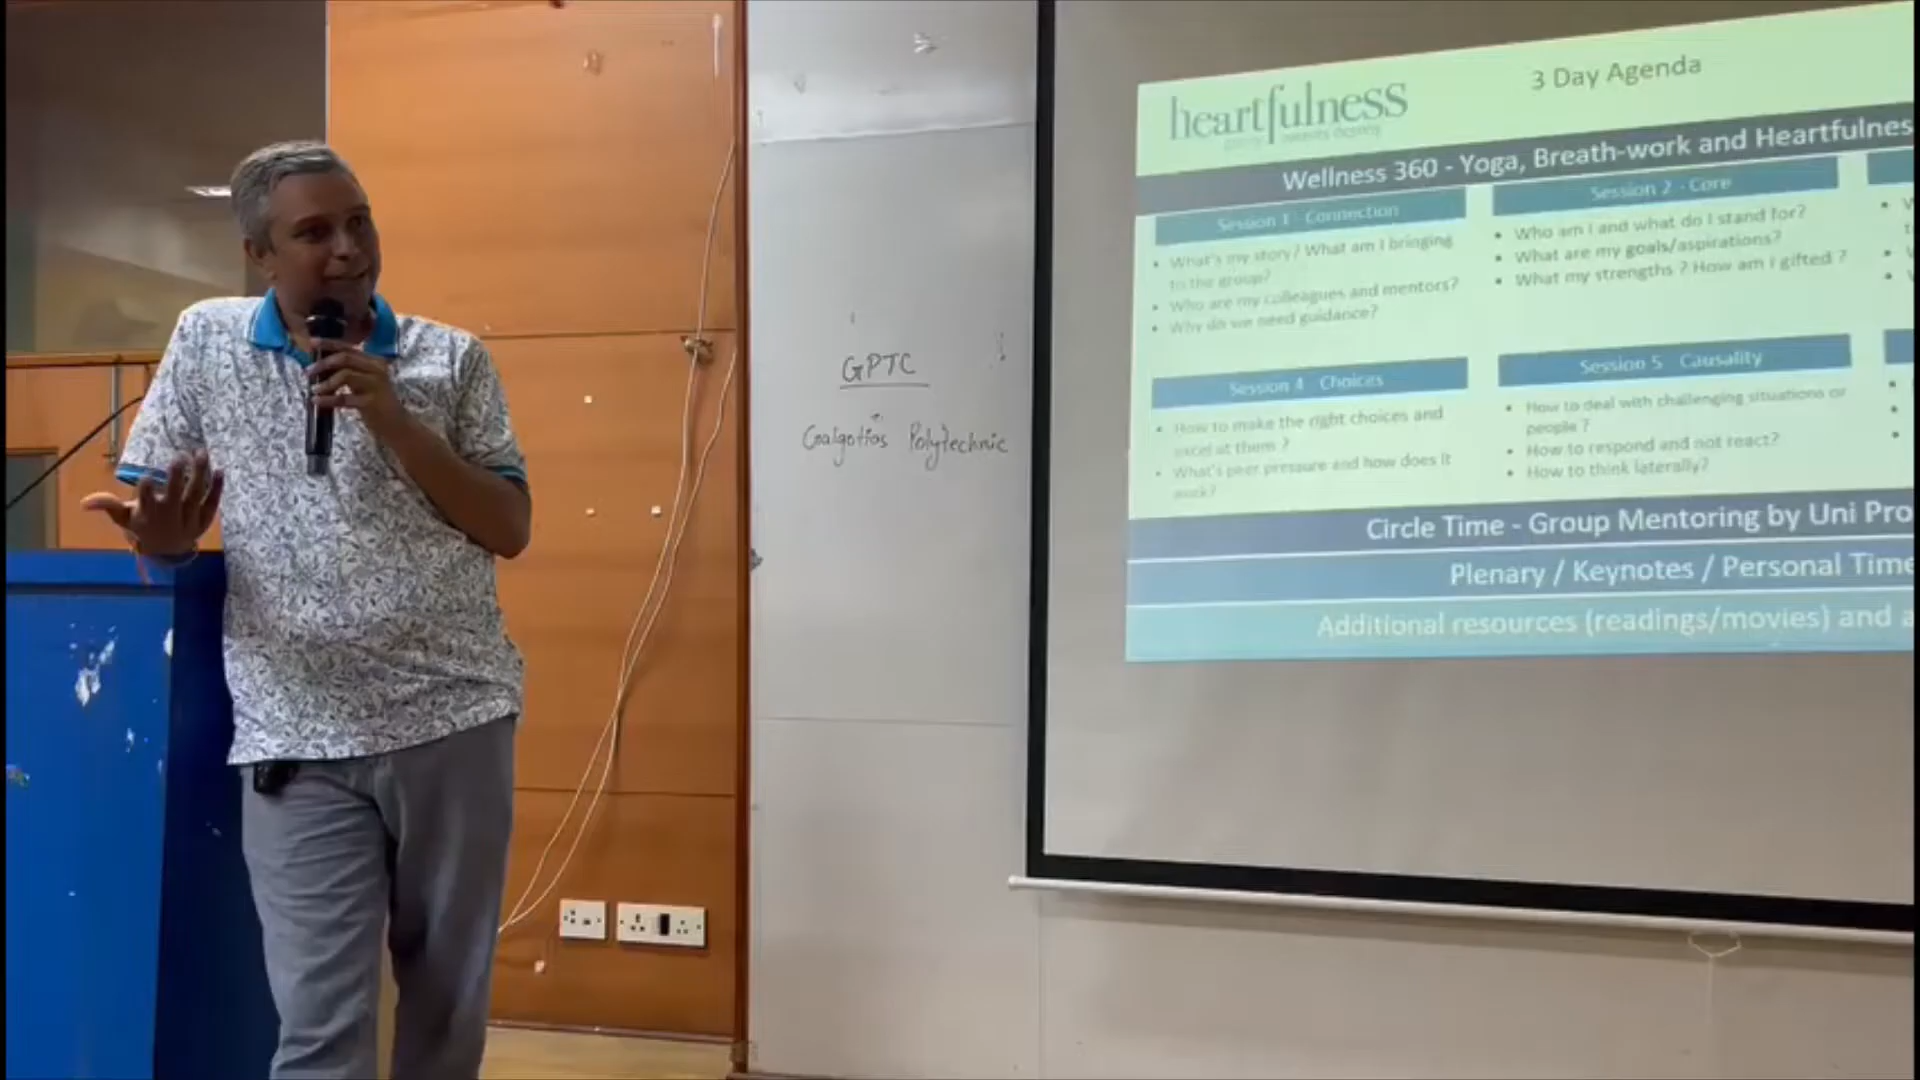 GPTC
Galgotias Polytechnic
heartfulness
3 Day Agenda
Wellness 360 - Yoga, Breath-work and Heartfulnes
Session 1 - Connection
• What's my story? What am I bringing
to the group?
• Who are my colleagues and mentors?
• Why do we need guidance?
Session 2 - Core
• Who am I and what do I stand for?
• What are my goals/aspirations?
• What my strengths ? How am I gifted ?
Session 4 Choices
• How to make the right choices and
excel at them ?
• What's peer pressure and how does it
work?
Session 5 Causality
• How to deal with challenging situations or
people ?
• How to respond and not react?
• How to think laterally?
Circle Time - Group Mentoring by Uni Pro
Plenary / Keynotes / Personal Time
Additional resources (readings/movies) and a